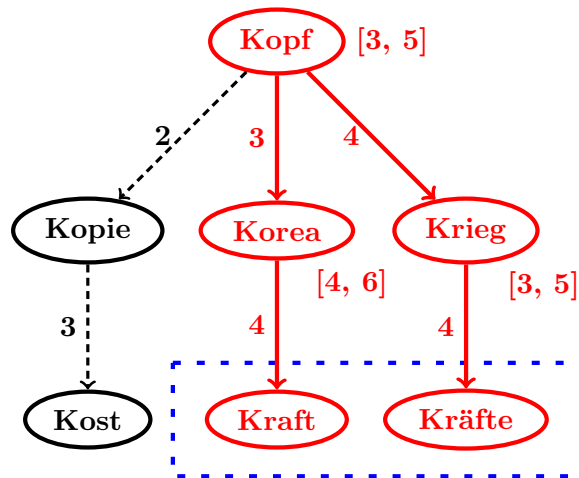 Kopf [3, 5]
2 3 4
Kopie Korea Krieg
[4, 6] [3, 5]
3 4 4
Kost Kraft Kräfte